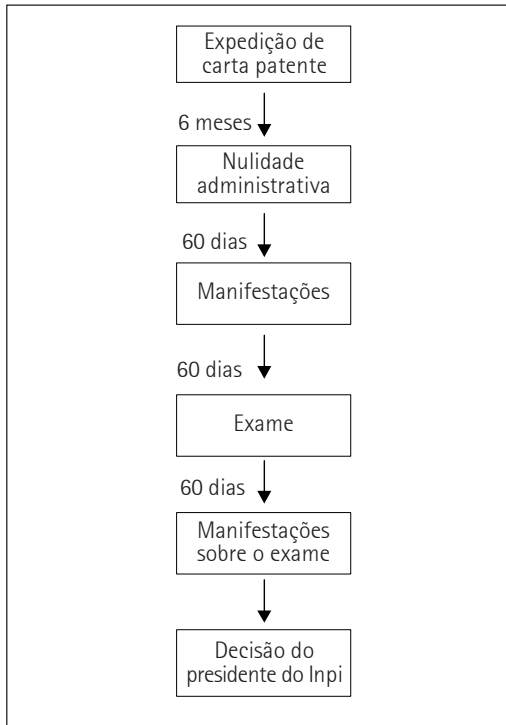 Expedição de
carta patente
6 meses
Nulidade
administrativa
60 dias
Manifestações
60 dias
Exame
60 dias
Manifestações
sobre o exame
Decisão do
presidente do Inpi